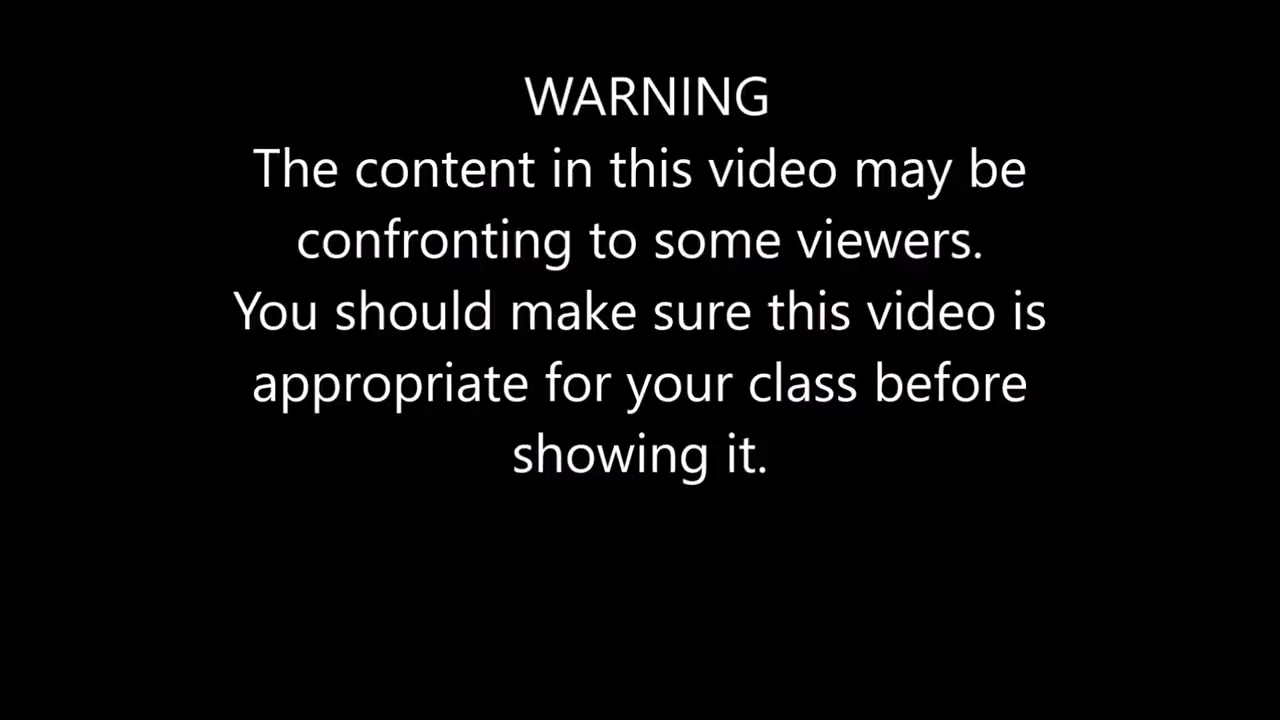 WARNING
The content in this video may be
confronting to some viewers.
You should make sure this video is
appropriate for your class before
showing it.